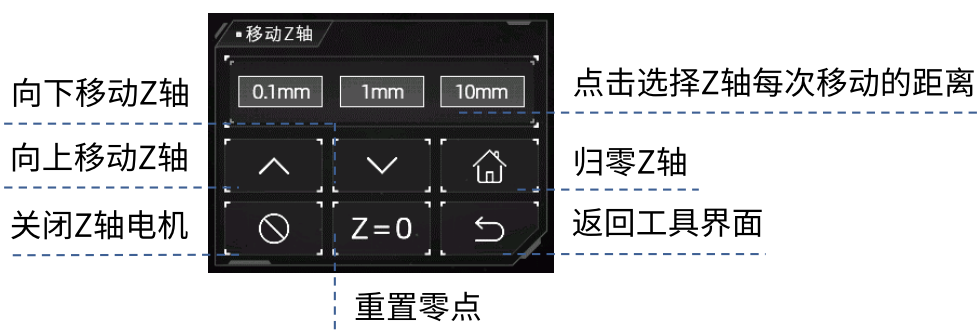 移动Z轴
向下移动Z轴
0.1mm
1mm
10mm
点击选择Z轴每次移动的距离
向上移动Z轴
归零Z轴
关闭Z轴电机
Z=0
返回工具界面
重置零点